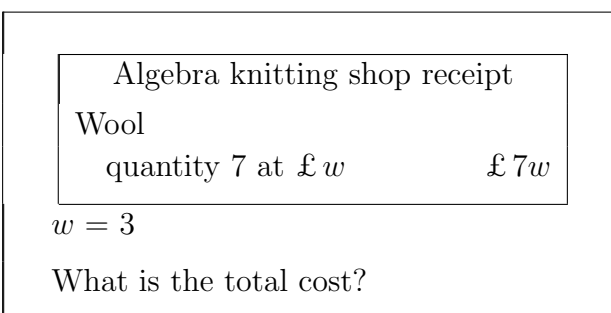 Algebra knitting shop receipt
Wool
quantity 7 at £ w £ 7w
w = 3
What is the total cost?